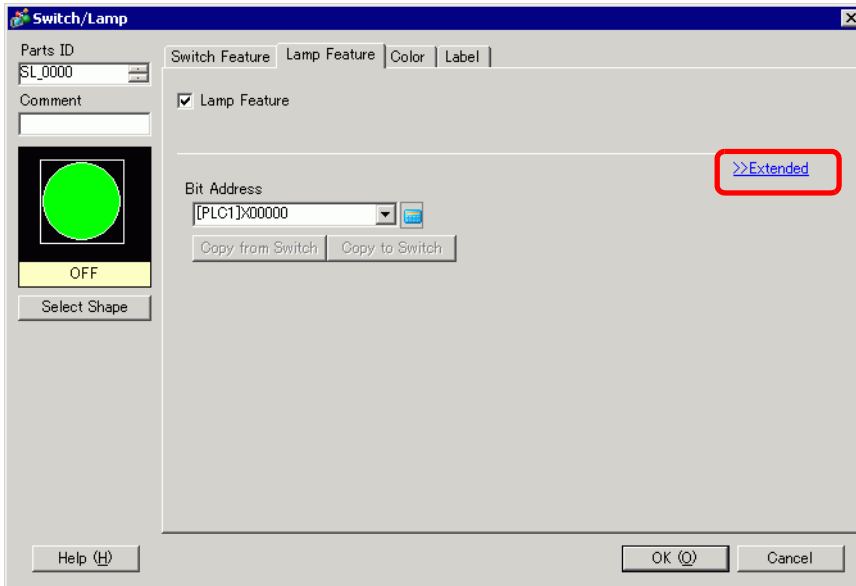 Switch/Lamp
Parts ID
SL_0000
Comment
OFF
Select Shape
Switch Feature Lamp Feature Color Label
Lamp Feature
>>Extended
Bit Address
[PLC1]X00000
Copy from Switch Copy to Switch
Help (H) OK (O) Cancel